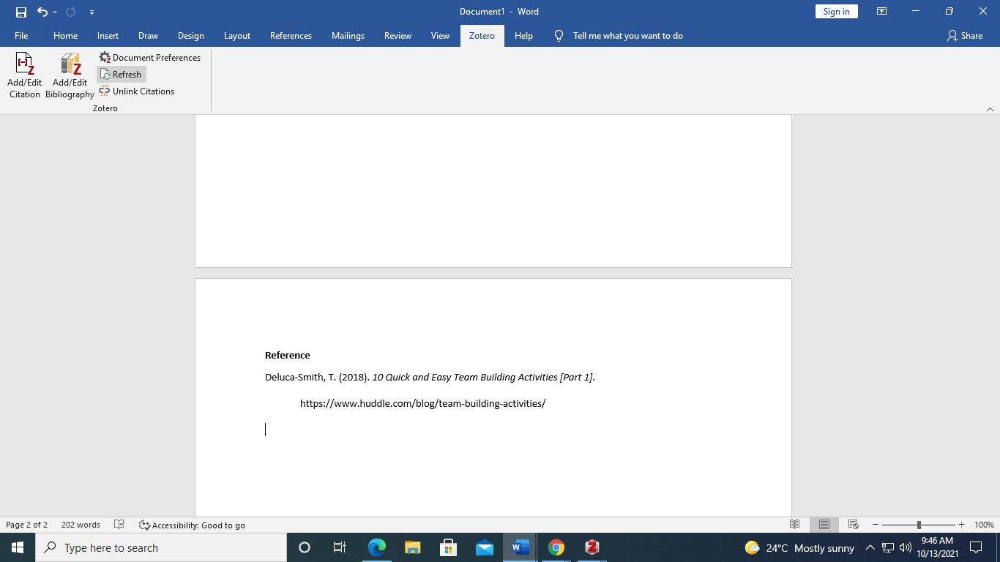 Document1 - Word
Sign in
File Home Insert Draw Design Layout References Mailings Review View Zotero Help Tell me what you want to do Share
Add/Edit Citation
Add/Edit Bibliography
Document Preferences
Refresh
Unlink Citations
Zotero
Reference
Deluca-Smith, T. (2018). 10 Quick and Easy Team Building Activities [Part 1].
https://www.huddle.com/blog/team-building-activities/
Page 2 of 2 202 words Accessibility: Good to go 100%
Type here to search
24°C Mostly sunny
9:46 AM
10/13/2021